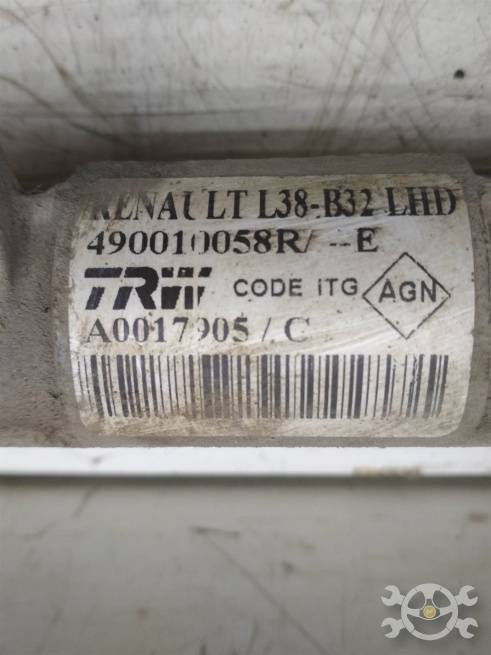 RENAULT L38-B32 LHD
490010058R/ --E
TRW CODE ITG AGN
A0017905 / C